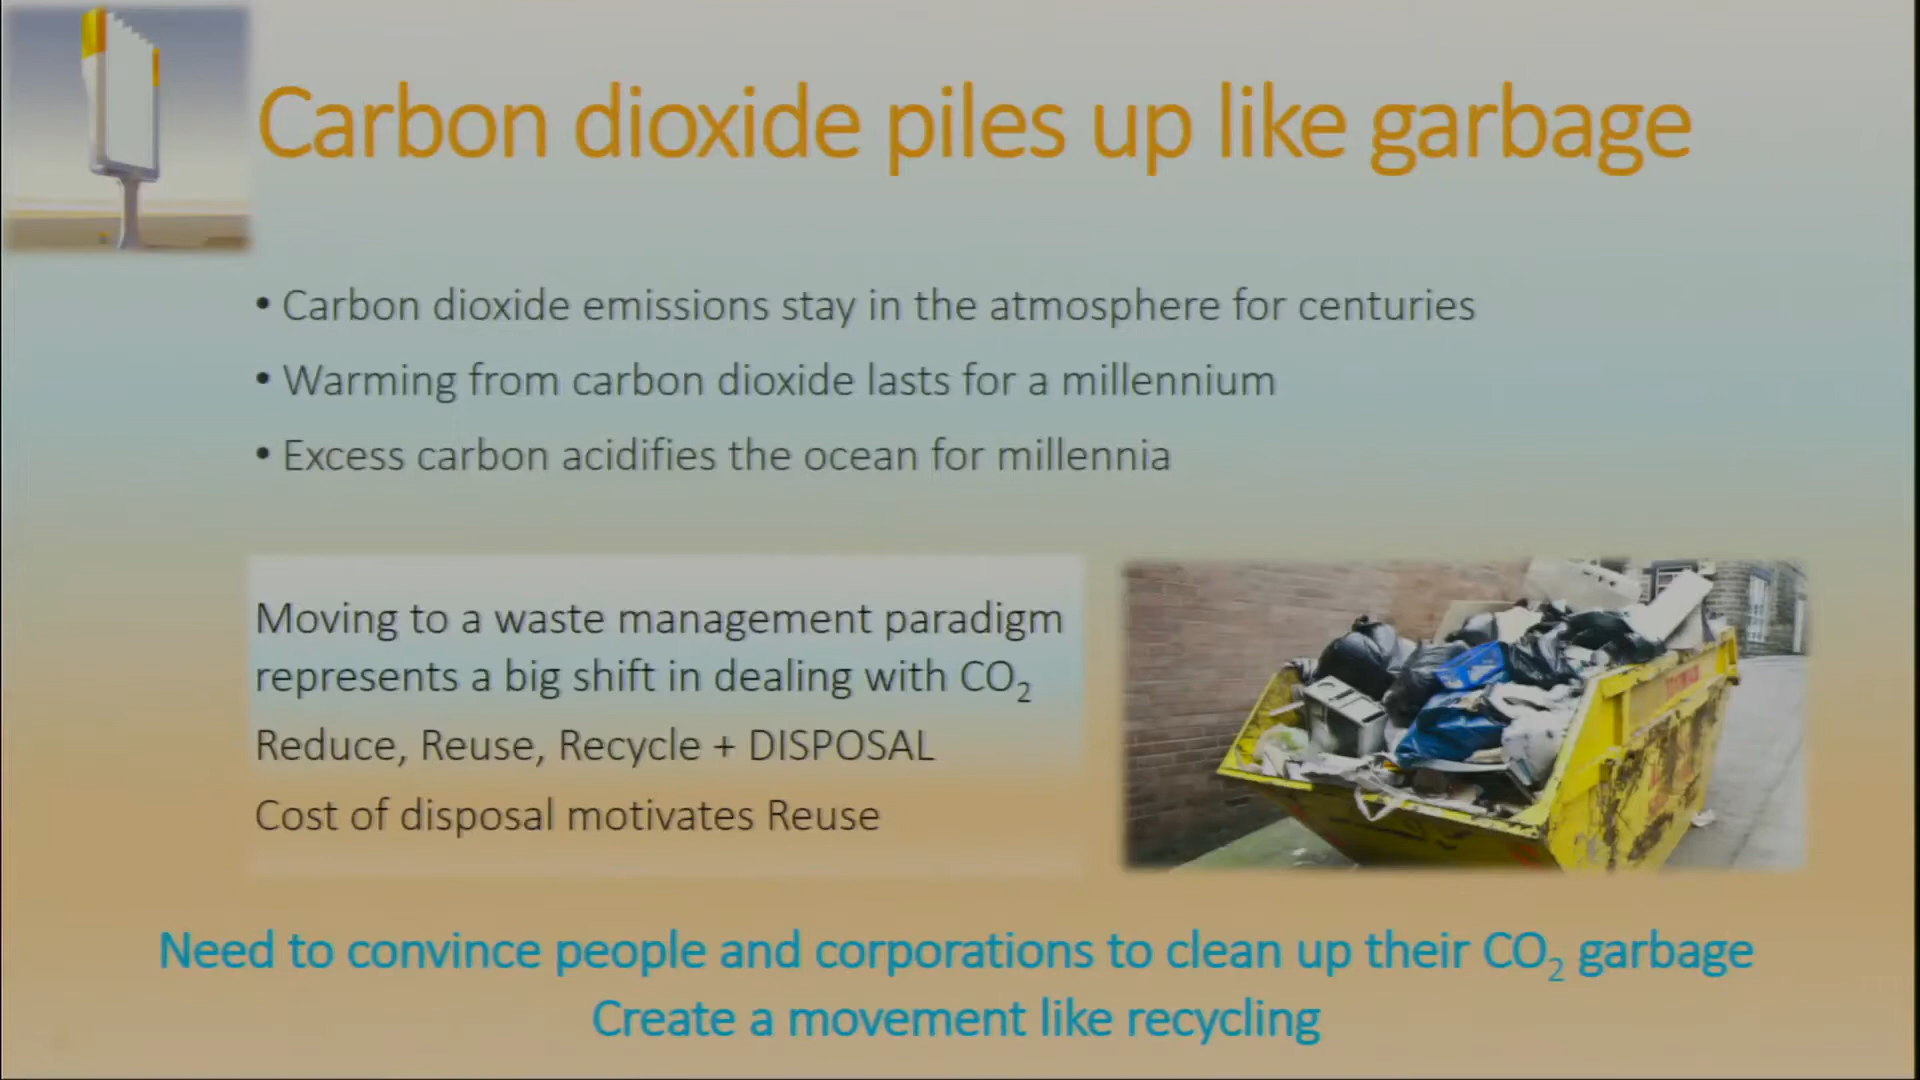 Carbon dioxide piles up like garbage
• Carbon dioxide emissions stay in the atmosphere for centuries
• Warming from carbon dioxide lasts for a millennium
• Excess carbon acidifies the ocean for millennia
Moving to a waste management paradigm
represents a big shift in dealing with CO₂
Reduce, Reuse, Recycle + DISPOSAL
Cost of disposal motivates Reuse
Need to convince people and corporations to clean up their CO₂ garbage
Create a movement like recycling